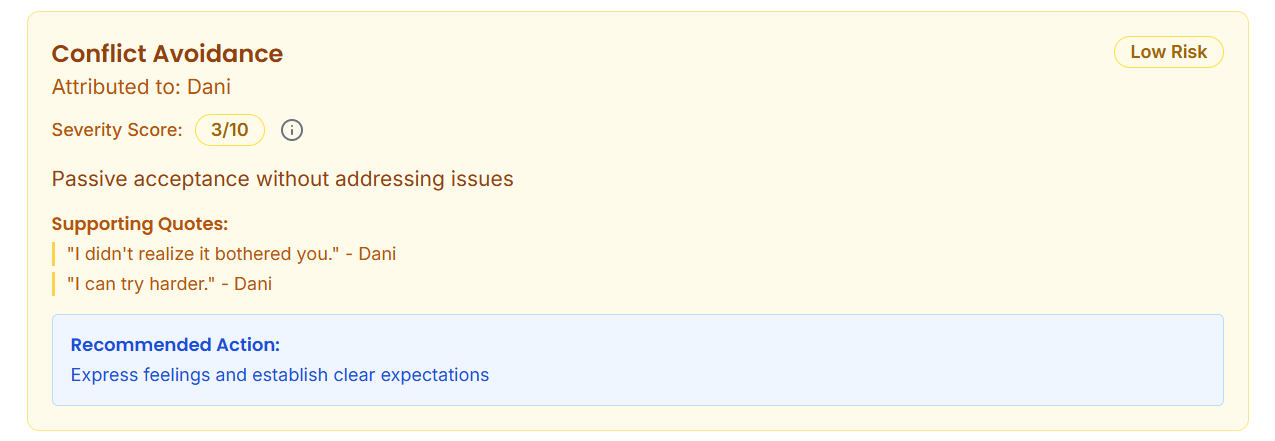 Conflict Avoidance
Low Risk
Attributed to: Dani
Severity Score: 3/10
Passive acceptance without addressing issues
Supporting Quotes:
"I didn't realize it bothered you." - Dani
"I can try harder." - Dani
Recommended Action:
Express feelings and establish clear expectations